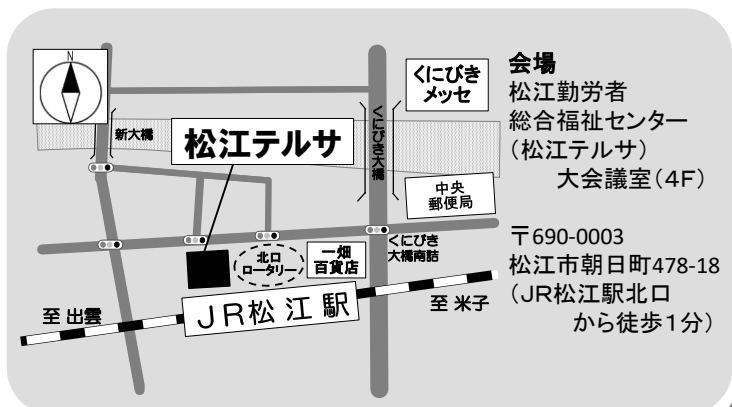 N
くにびき
メッセ
新大橋
松江テルサ
くにびき大橋
中央
郵便局
北口
ロータリー
一畑
百貨店
くにびき
大橋南詰
JR松江駅
至 出雲
至 米子
会場
松江勤労者
総合福祉センター
(松江テルサ)
大会議室(4F)
〒690-0003
松江市朝日町478-18
(JR松江駅北口
から徒歩1分)